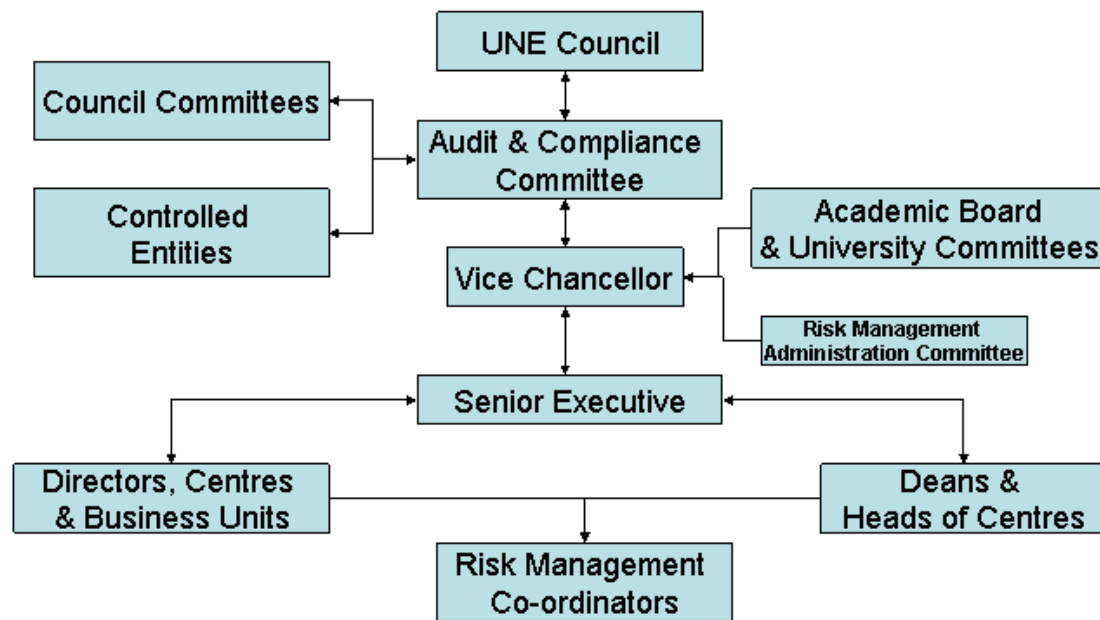 UNE Council
Council Committees
Audit & Compliance
Committee
Controlled
Entities
Academic Board
& University Committees
Vice Chancellor
Risk Management
Administration Committee
Senior Executive
Directors, Centres
& Business Units
Deans &
Heads of Centres
Risk Management
Co-ordinators